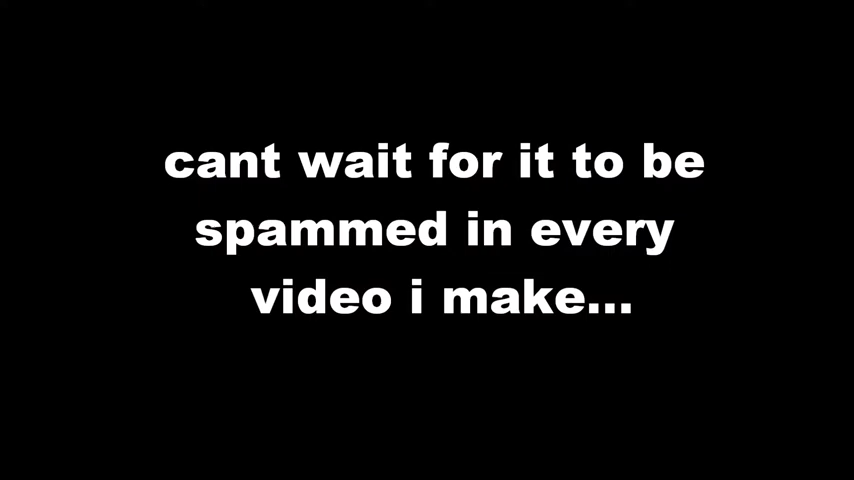 cant wait for it to be
spammed in every
video i make...